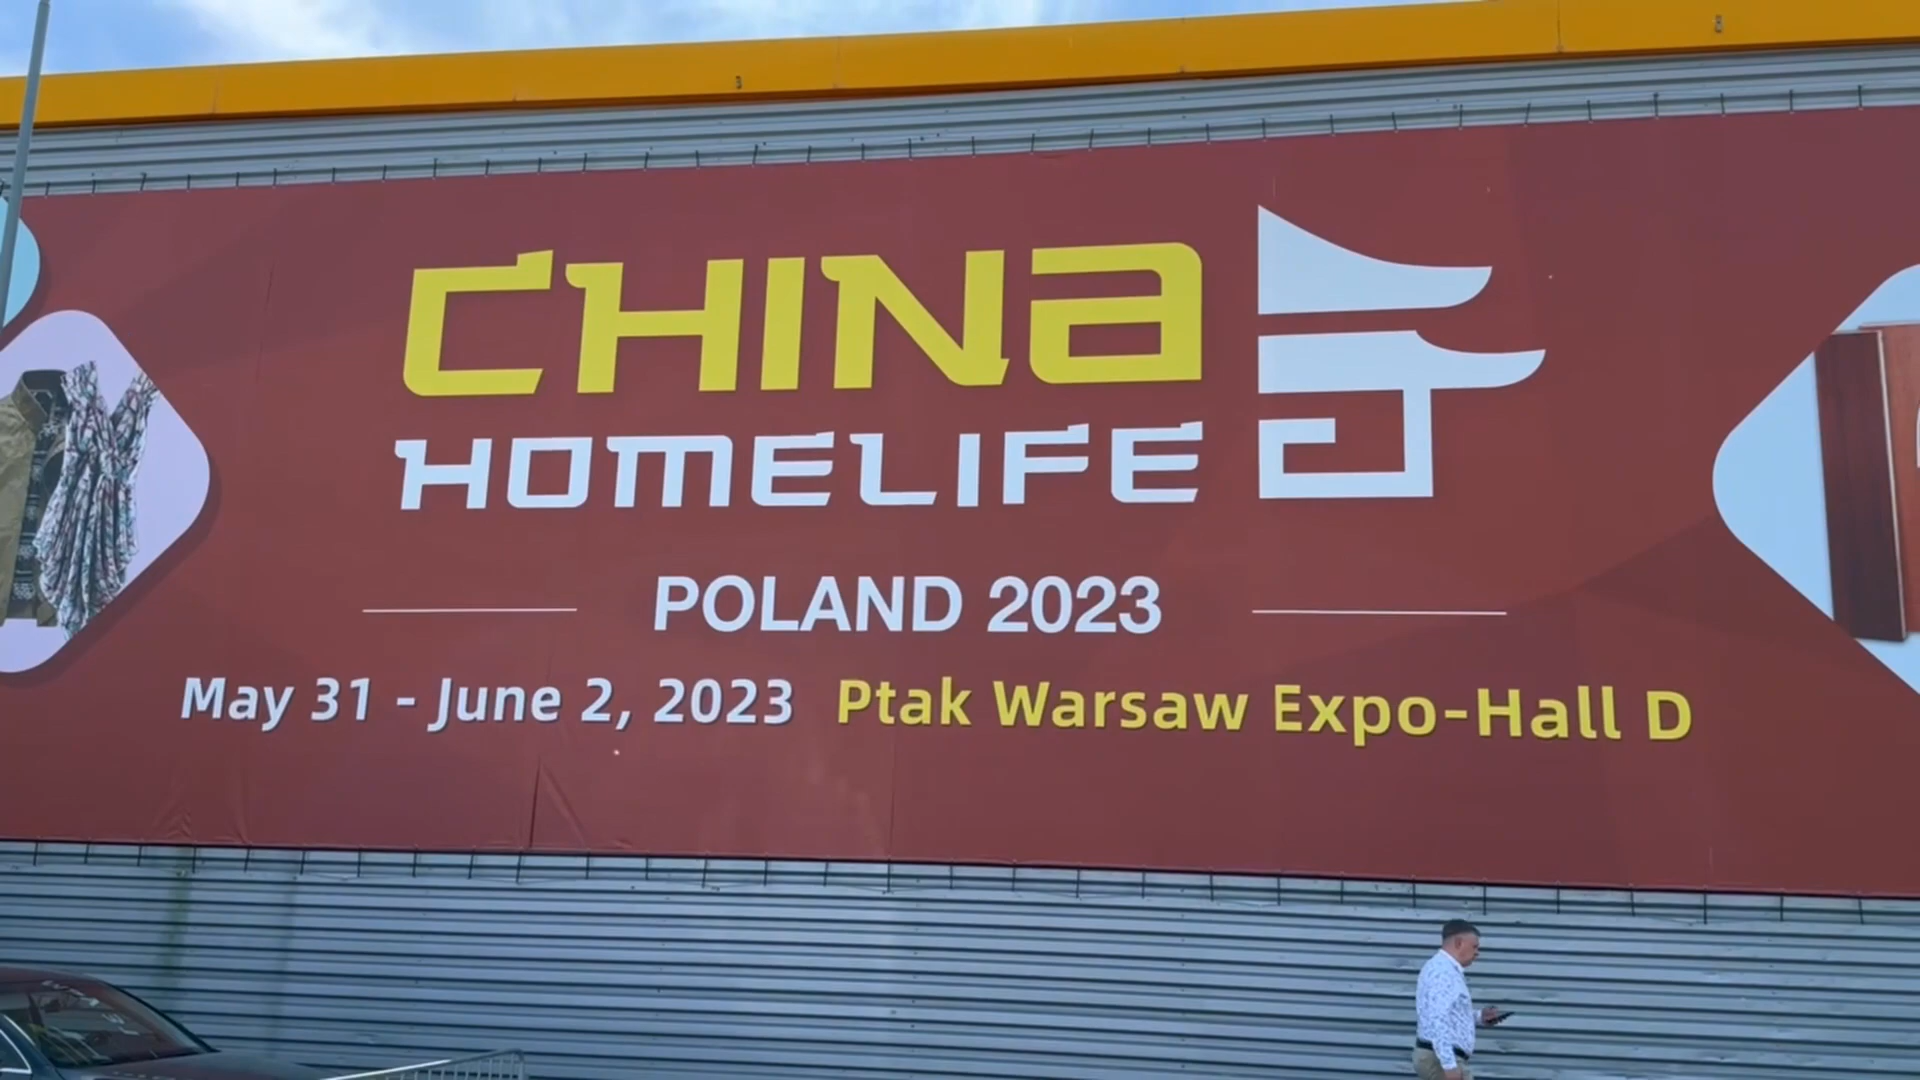 CHINA
HOMELIFE
POLAND 2023
May 31 - June 2, 2023 Ptak Warsaw Expo-Hall D